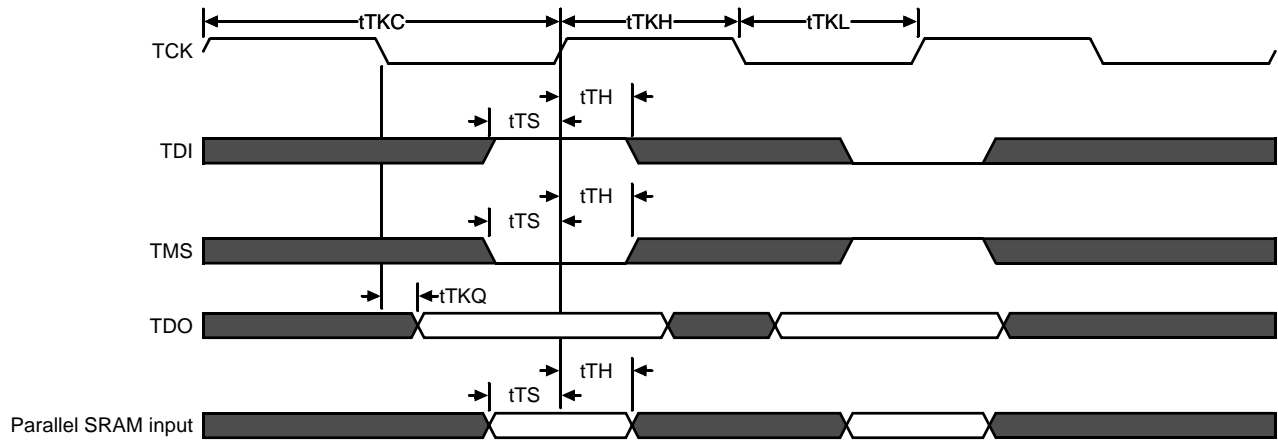 tTKC tTKH tTKL
TCK
tTH
tTS
TDI
tTH
tTS
TMS
tTKQ
TDO
tTH
tTS
Parallel SRAM input